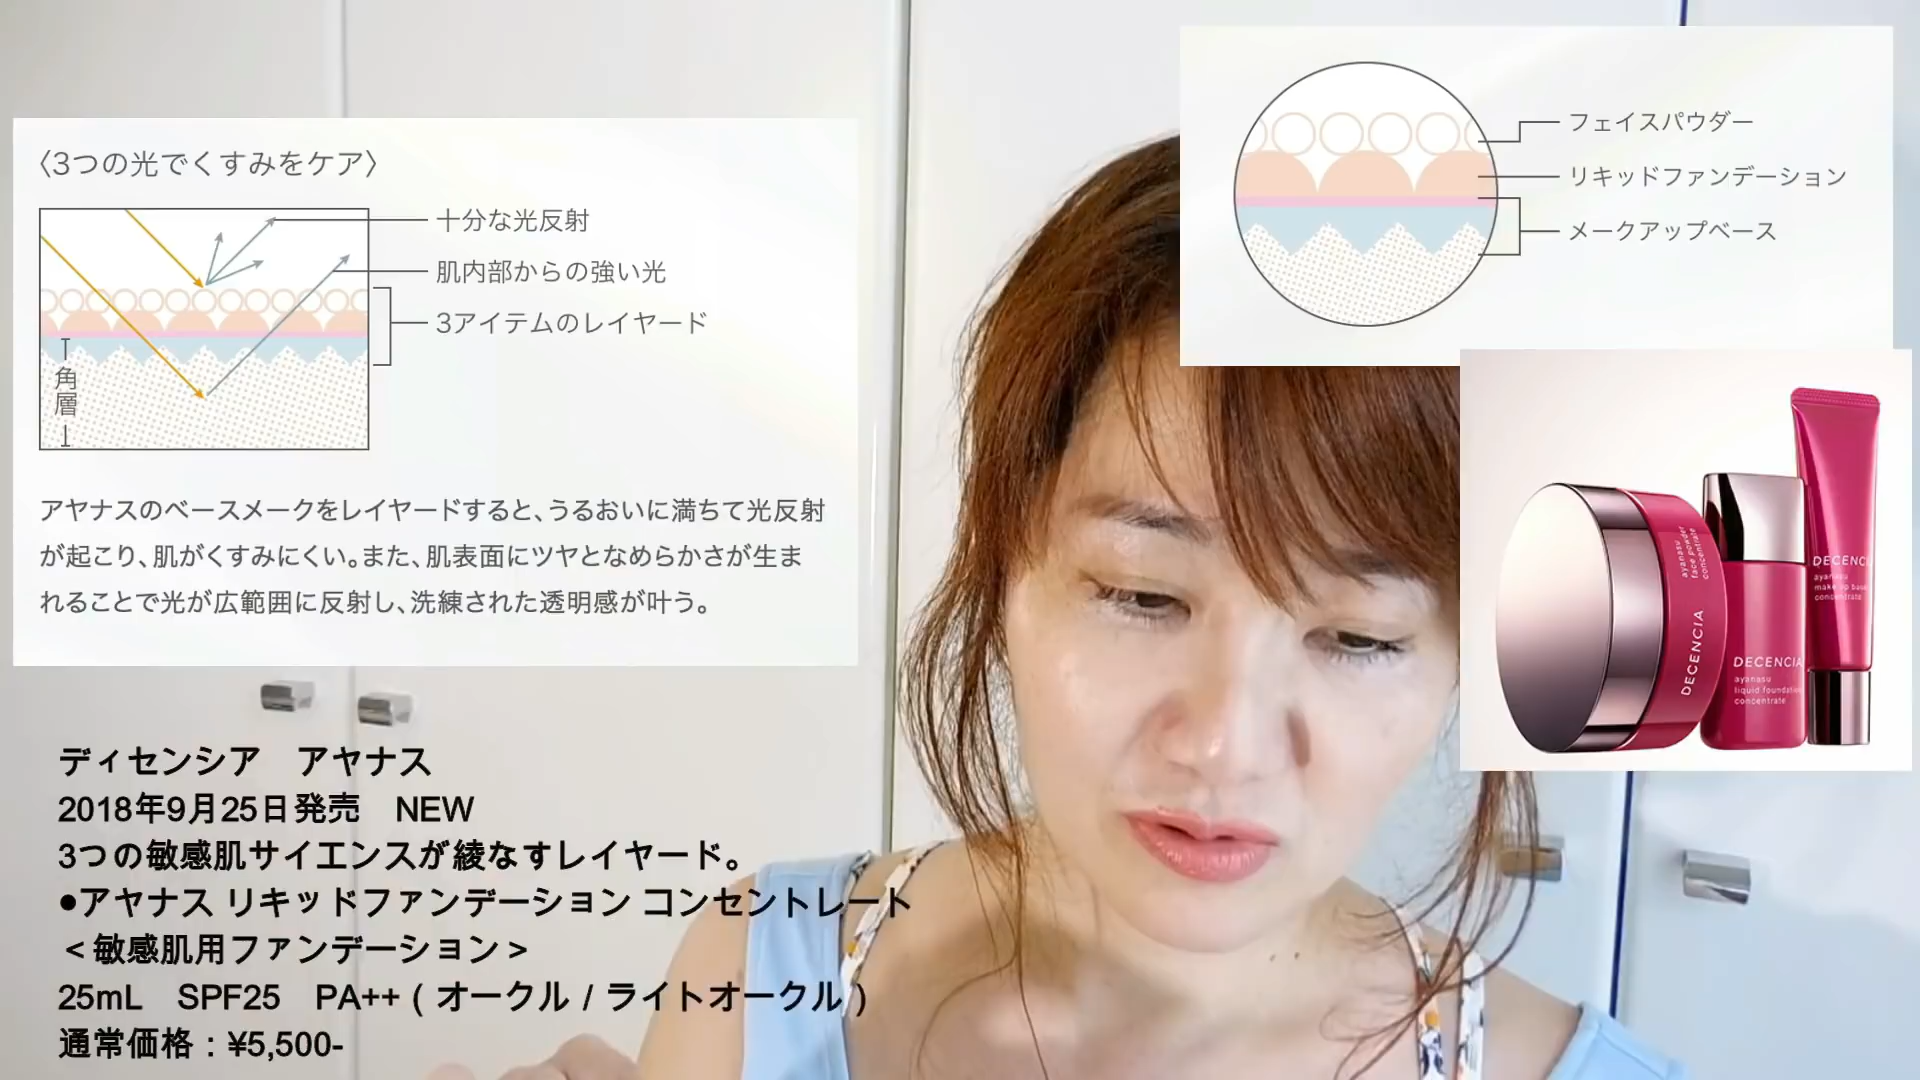 〈3つの光でくすみをケア〉
十分な光反射
肌内部からの強い光
3アイテムのレイヤード
角層
アヤナスのベースメークをレイヤードすると、うるおいに満ちて光反射
が起こり、肌がくすみにくい。また、肌表面にツヤとなめらかさが生ま
れることで光が広範囲に反射し、洗練された透明感が叶う。
フェイスパウダー
リキッドファンデーション
メークアップベース
DECENCIA
ayanasu
face powder
concentrate
DECENCIA
ayanasu
liquid foundation
concentrate
DECENC
ayanasu
make up base
concentrate
ディセンシア　アヤナス
2018年9月25日発売　NEW
3つの敏感肌サイエンスが綾なすレイヤード。
●アヤナス リキッドファンデーション コンセントレート
＜敏感肌用ファンデーション＞
25mL　SPF25　PA++ ( オークル / ライトオークル )
通常価格：¥5,500-